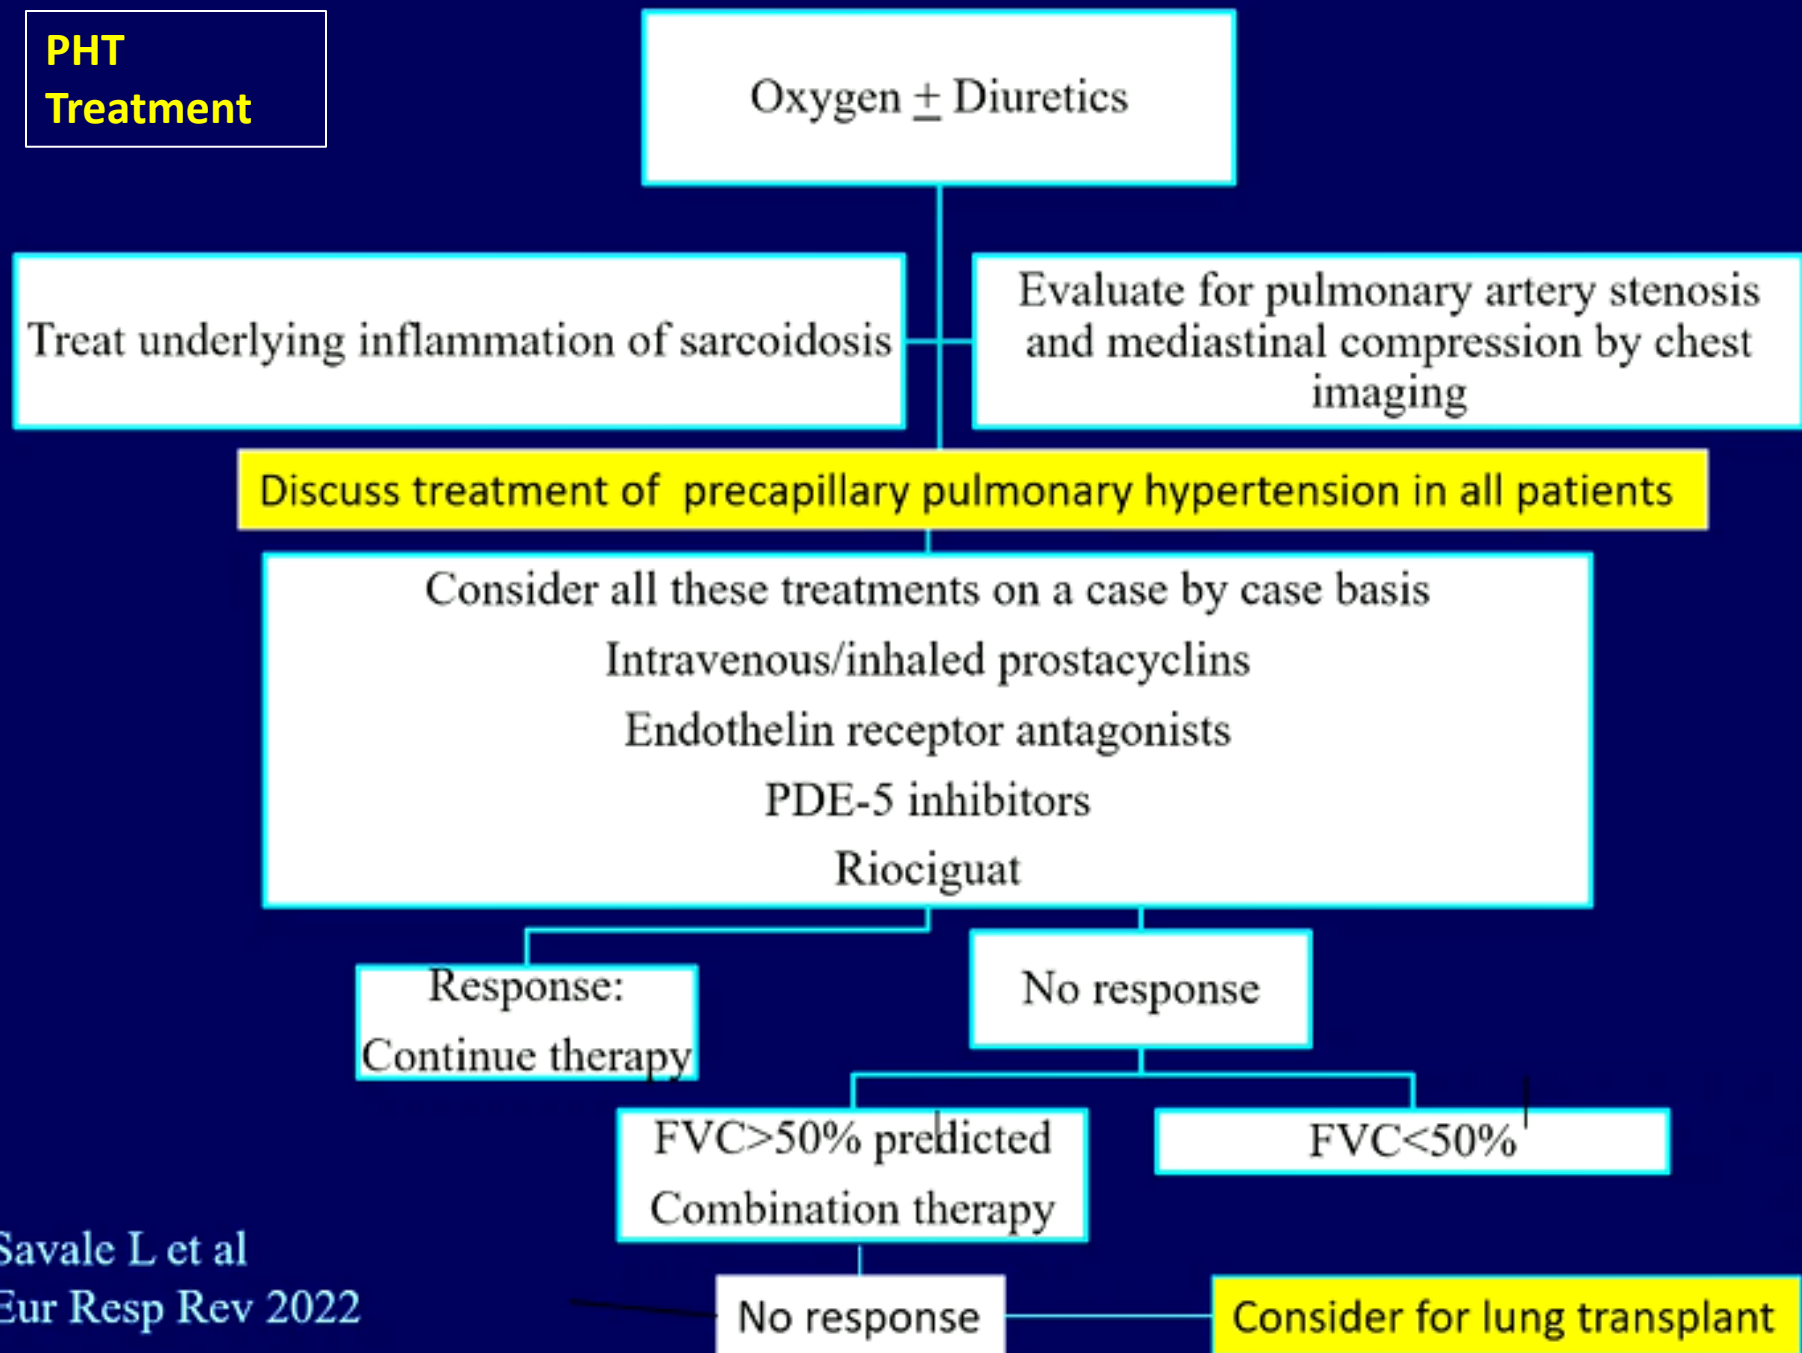 PHT
Treatment
Oxygen ± Diuretics
Treat underlying inflammation of sarcoidosis
Evaluate for pulmonary artery stenosis
and mediastinal compression by chest
imaging
Discuss treatment of precapillary pulmonary hypertension in all patients
Consider all these treatments on a case by case basis
Intravenous/inhaled prostacyclins
Endothelin receptor antagonists
PDE-5 inhibitors
Riociguat
Response:
Continue therapy
No response
FVC>50% predicted
Combination therapy
FVC<50%
Savale L et al
Eur Resp Rev 2022
No response
Consider for lung transplant